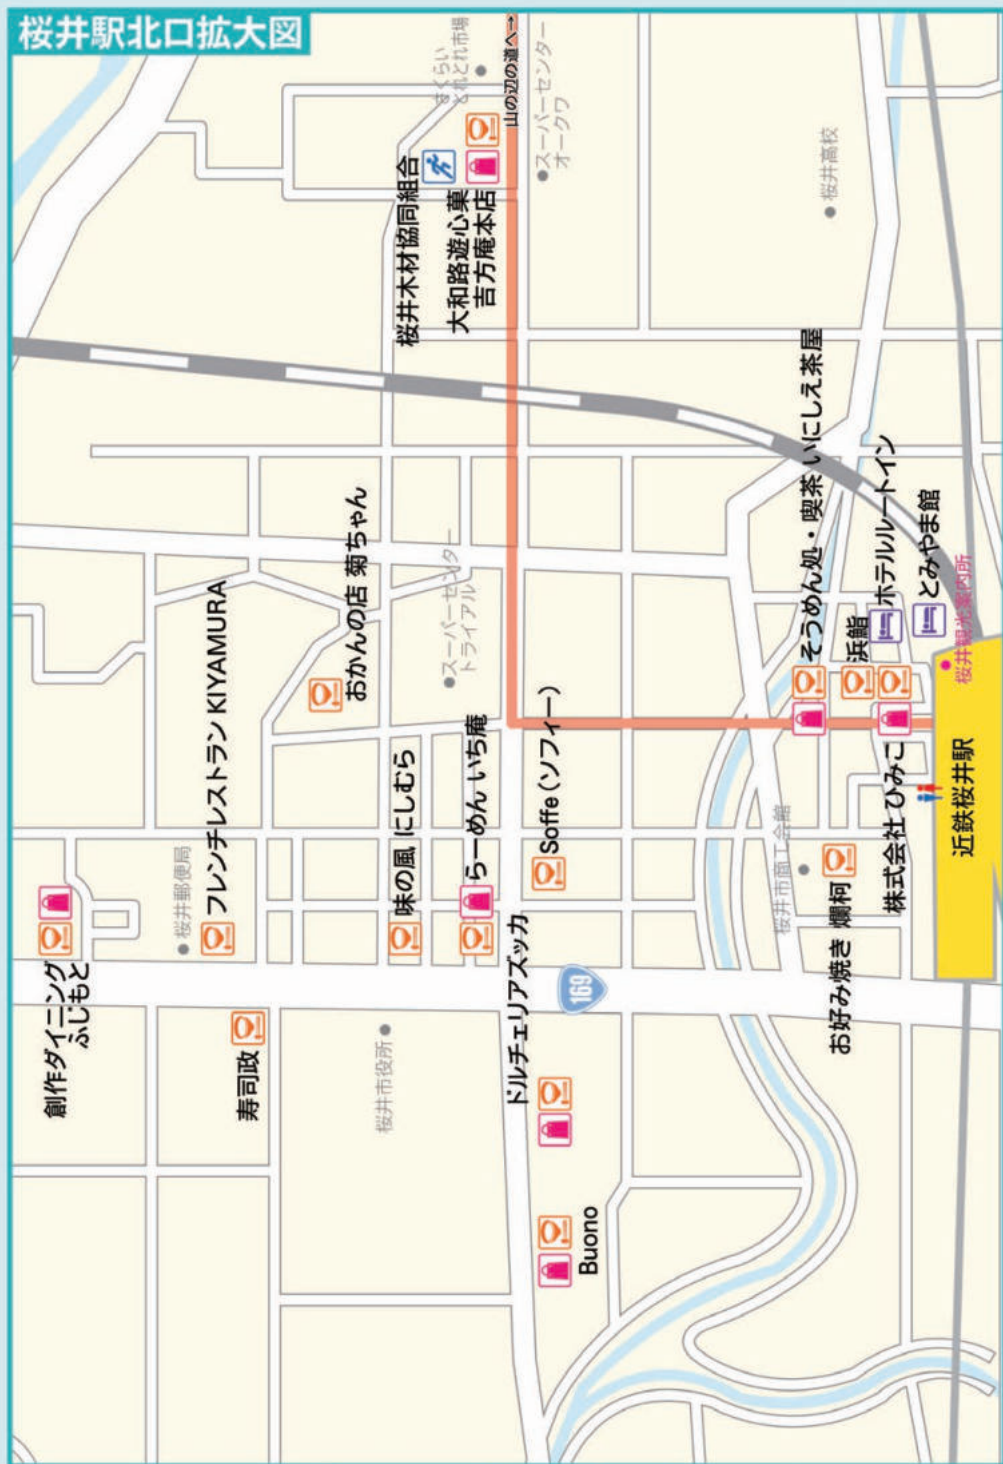 桜井駅北口拡大図
創作ダイニング
ふじもと
桜井郵便局
フレンチレストラン KIYAMURA
寿司政
おかんの店 菊ちゃん
桜井市役所
味の風 にしむら
スーパーセンター
トライアル
らーめん いち庵
桜井木材協同組合
さくらい
とれとれ市場
大和路遊心菓
吉方庵本店
山の辺の道へ→
スーパーセンター
オークワ
ドルチェリアズッカ
Soffe(ソフィー)
169
Buono
桜井高校
桜井市商工会館
そうめん処・喫茶 いにしえ茶屋
お好み焼き 爛柯
浜鮨
ホテルルートイン
株式会社 ひみこ
とみやま館
桜井観光案内所
近鉄桜井駅